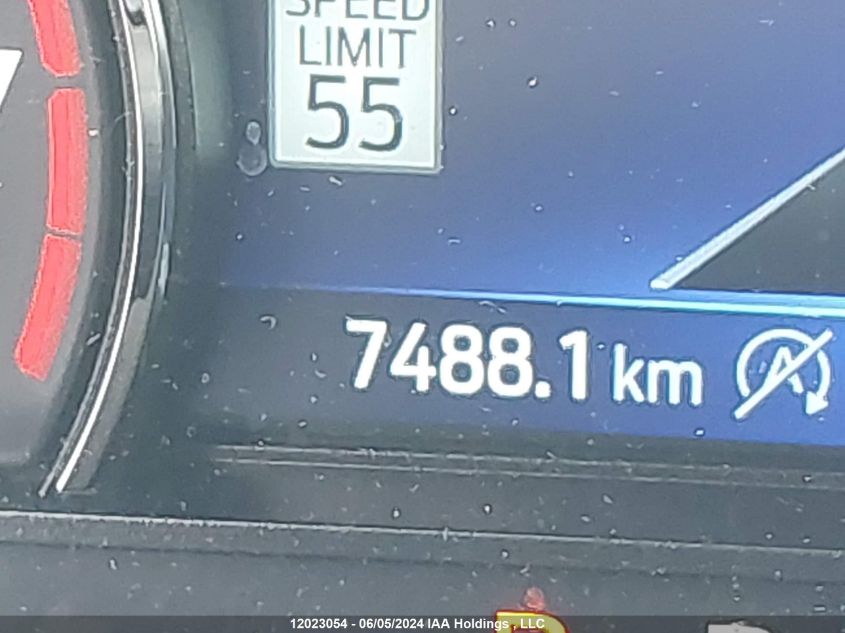 SPEED
LIMIT
55
7488.1 km
A
12023054 - 06/05/2024 IAA Holdings , LLC